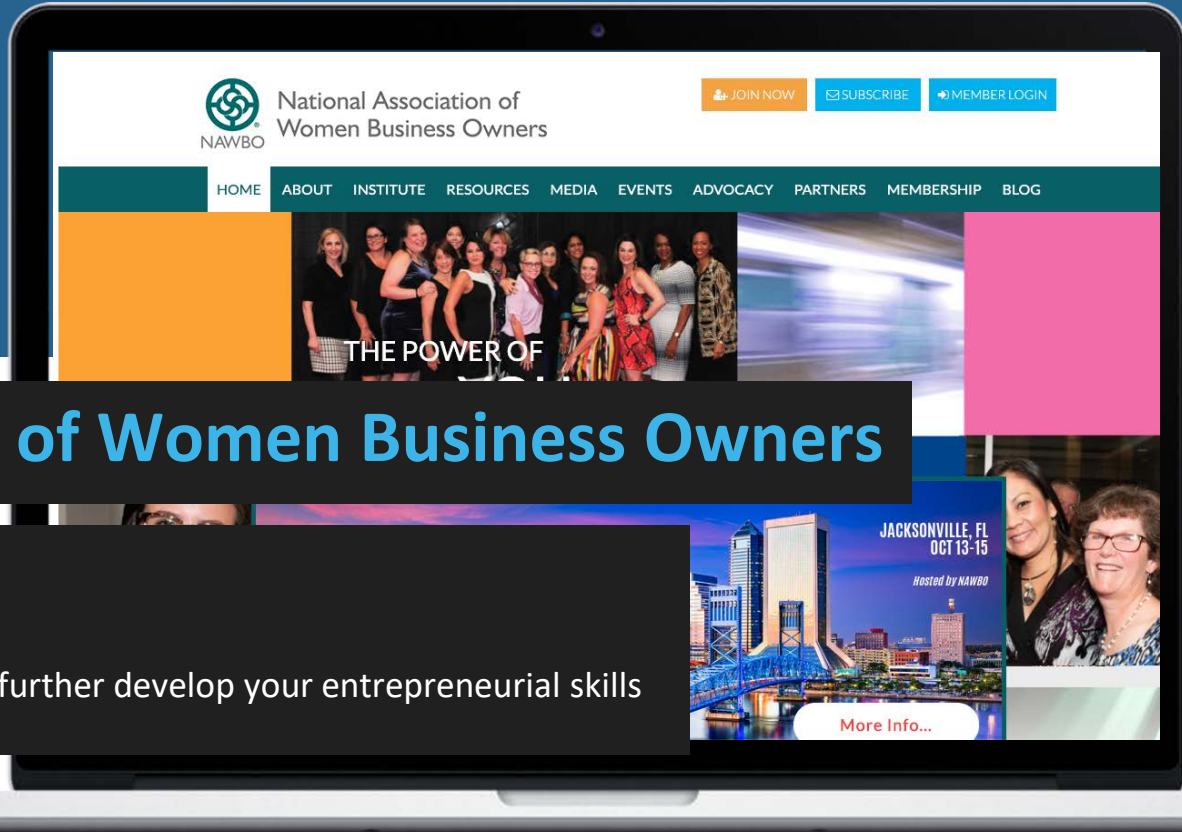 National Association of
Women Business Owners
NAWBO
JOIN NOW
SUBSCRIBE
MEMBER LOGIN
HOME ABOUT INSTITUTE RESOURCES MEDIA EVENTS ADVOCACY PARTNERS MEMBERSHIP BLOG
THE POWER OF
of Women Business Owners
JACKSONVILLE, FL
OCT 13-15
Hosted by NAWBO
further develop your entrepreneurial skills
More Info...